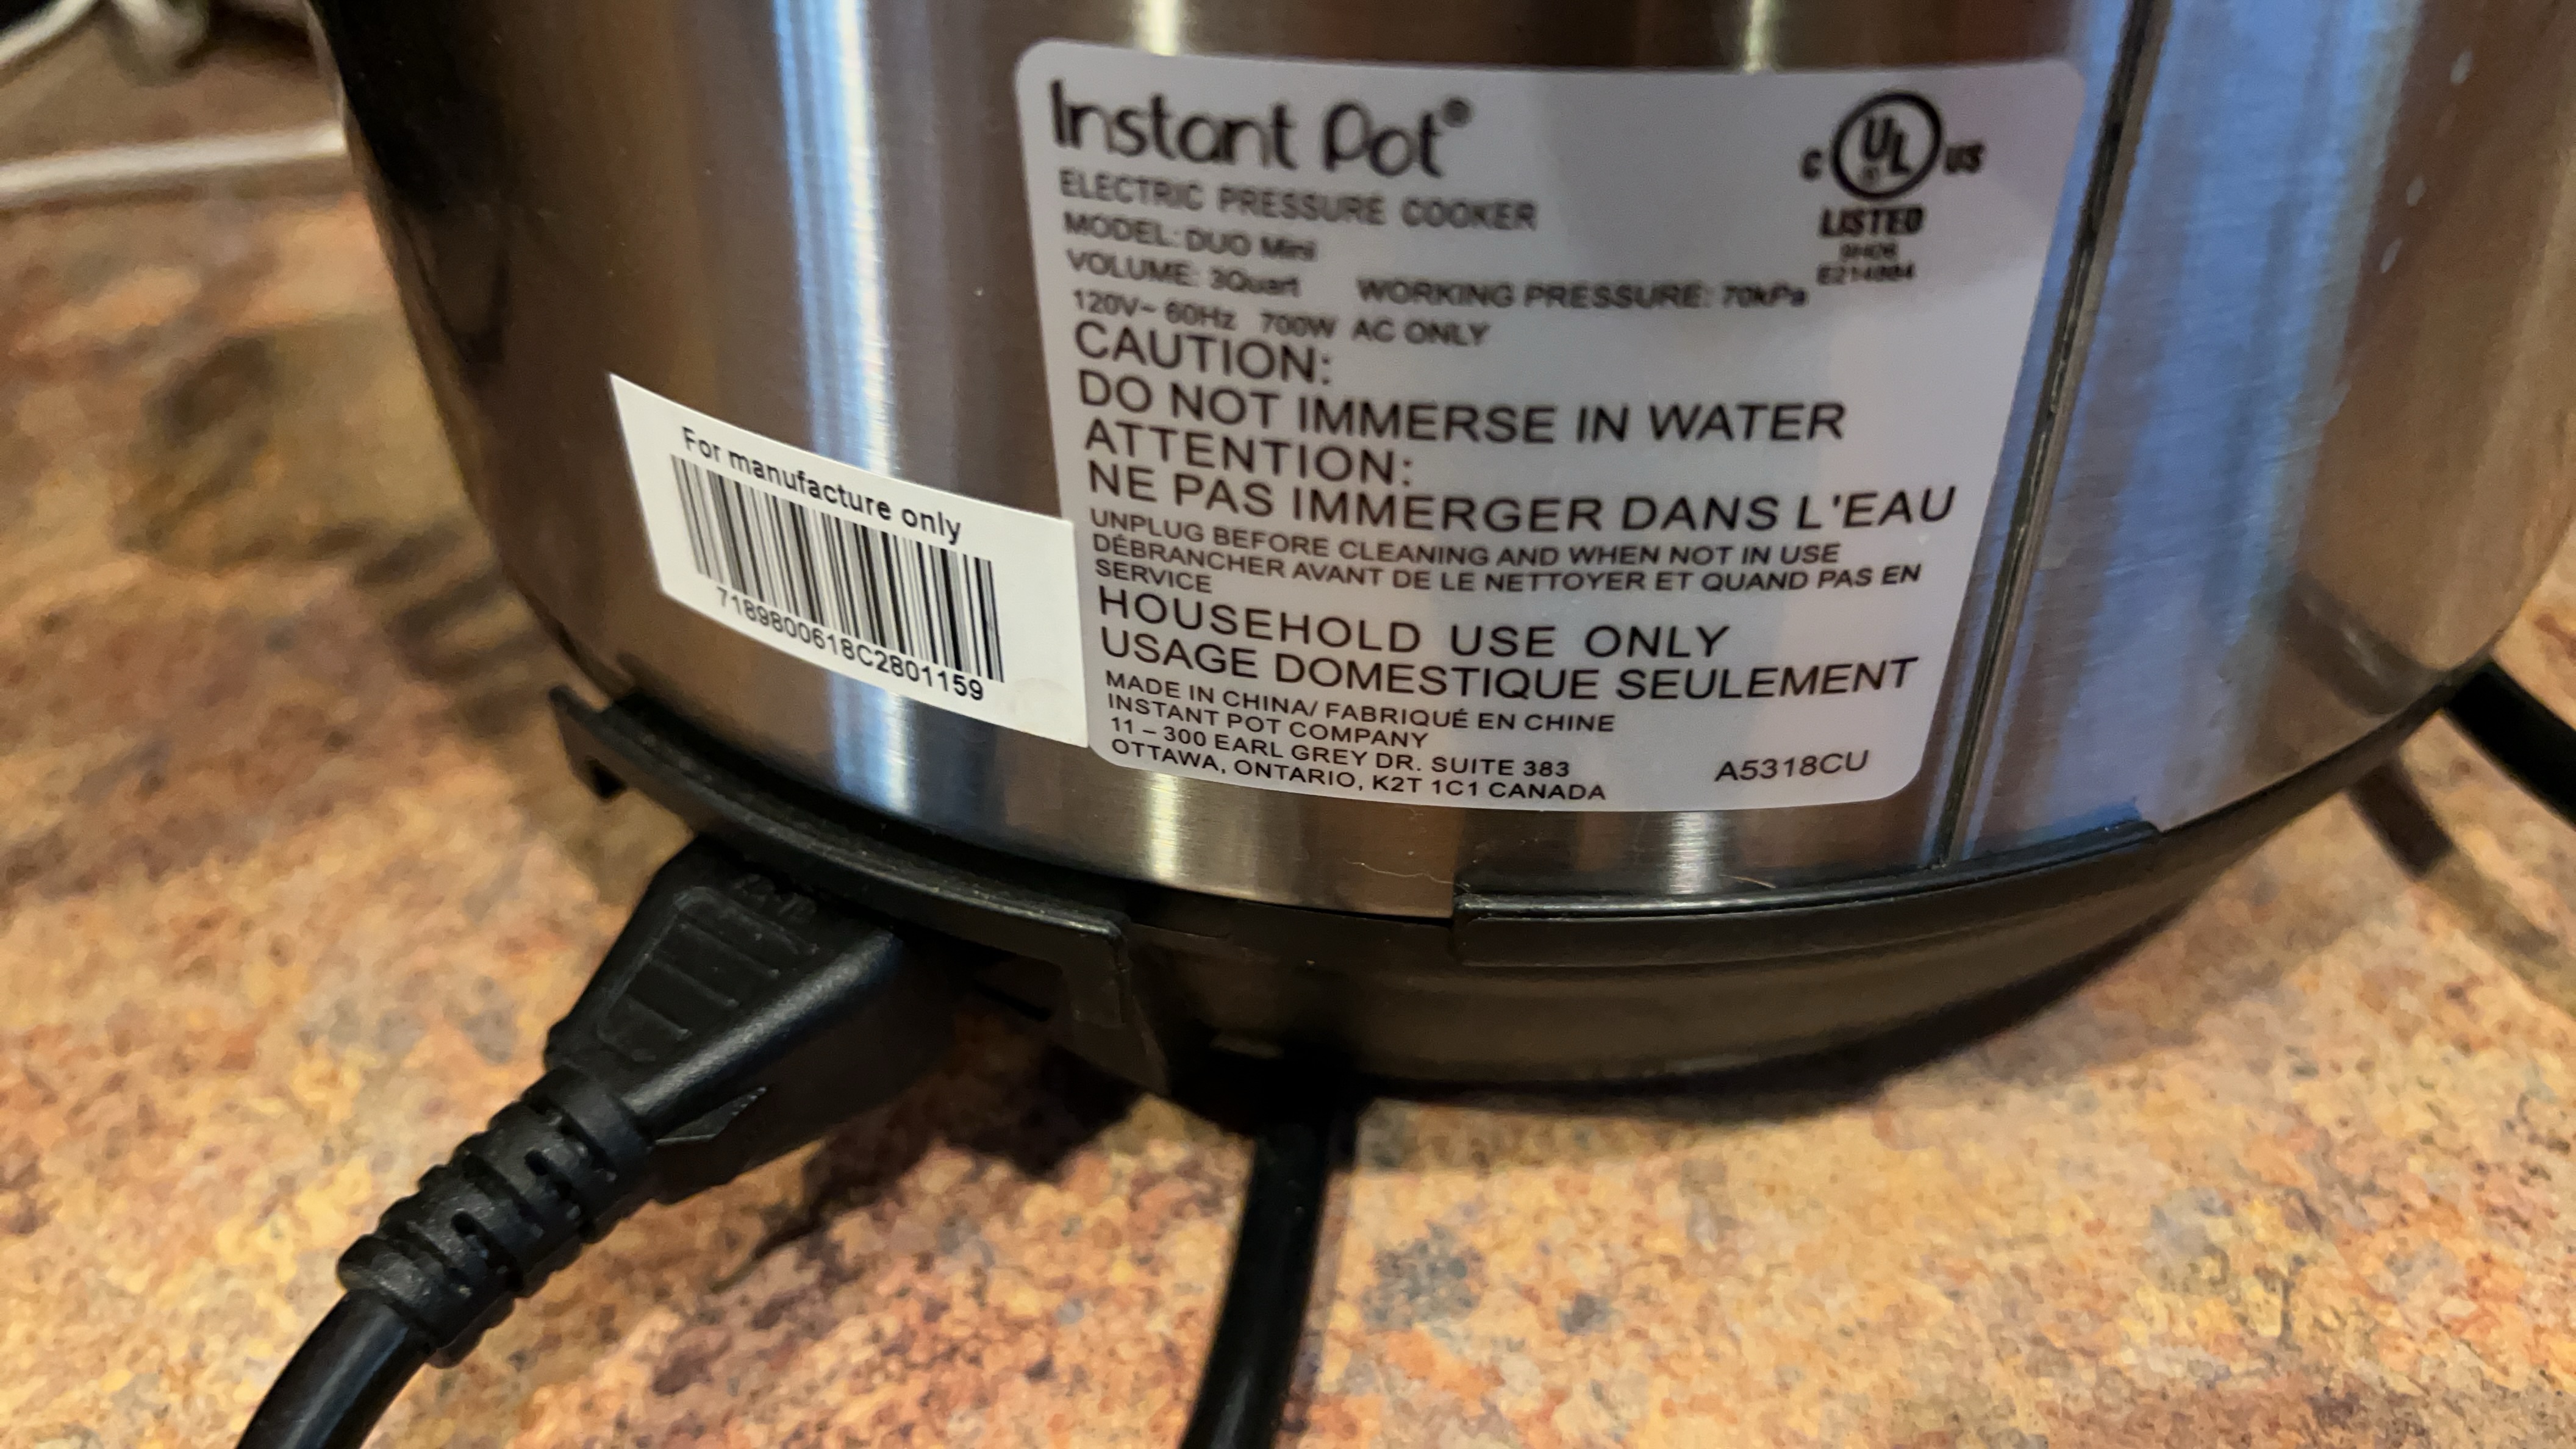 Instant Pot®
ELECTRIC PRESSURE COOKER
MODEL: DUO Mini
VOLUME: 3Quart WORKING PRESSURE: 70kPa
120V~ 60Hz 700W AC ONLY
C UL US
LISTED
E214884
CAUTION:
DO NOT IMMERSE IN WATER
ATTENTION:
NE PAS IMMERGER DANS L'EAU
UNPLUG BEFORE CLEANING AND WHEN NOT IN USE
DÉBRANCHER AVANT DE LE NETTOYER ET QUAND PAS EN
SERVICE
HOUSEHOLD USE ONLY
USAGE DOMESTIQUE SEULEMENT
MADE IN CHINA/ FABRIQUÉ EN CHINE
INSTANT POT COMPANY
11 – 300 EARL GREY DR. SUITE 383
OTTAWA, ONTARIO, K2T 1C1 CANADA
A5318CU
For manufacture only
7189800618C2801159